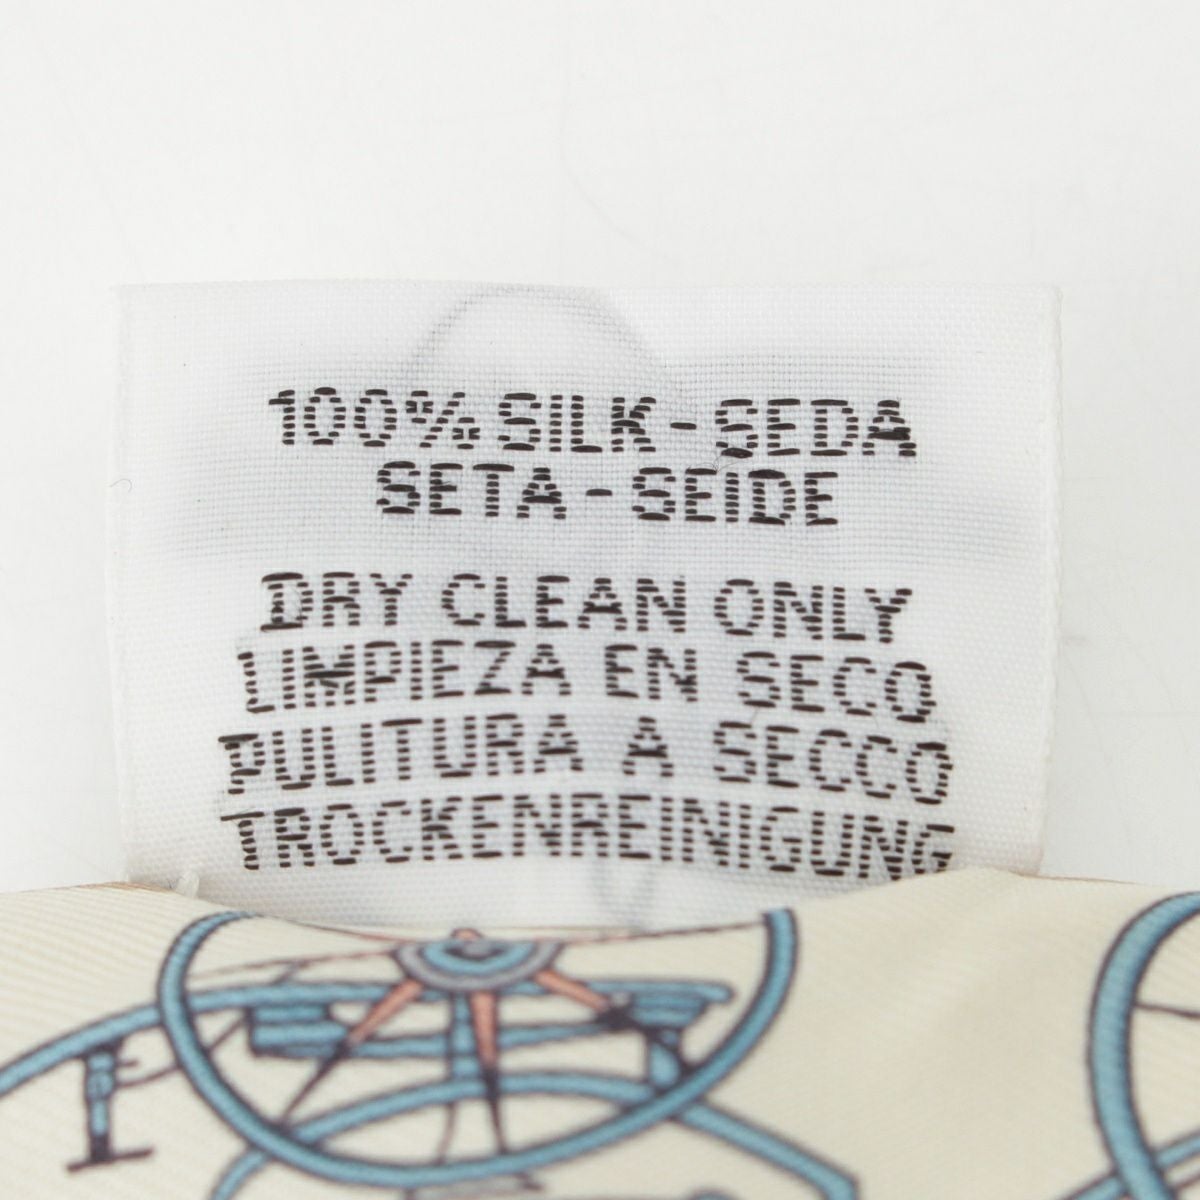 100% SILK - SEDA
SETA - SEIDE
DRY CLEAN ONLY
LIMPIEZA EN SECO
PULITURA A SECCO
TROCKENREINIGUNG